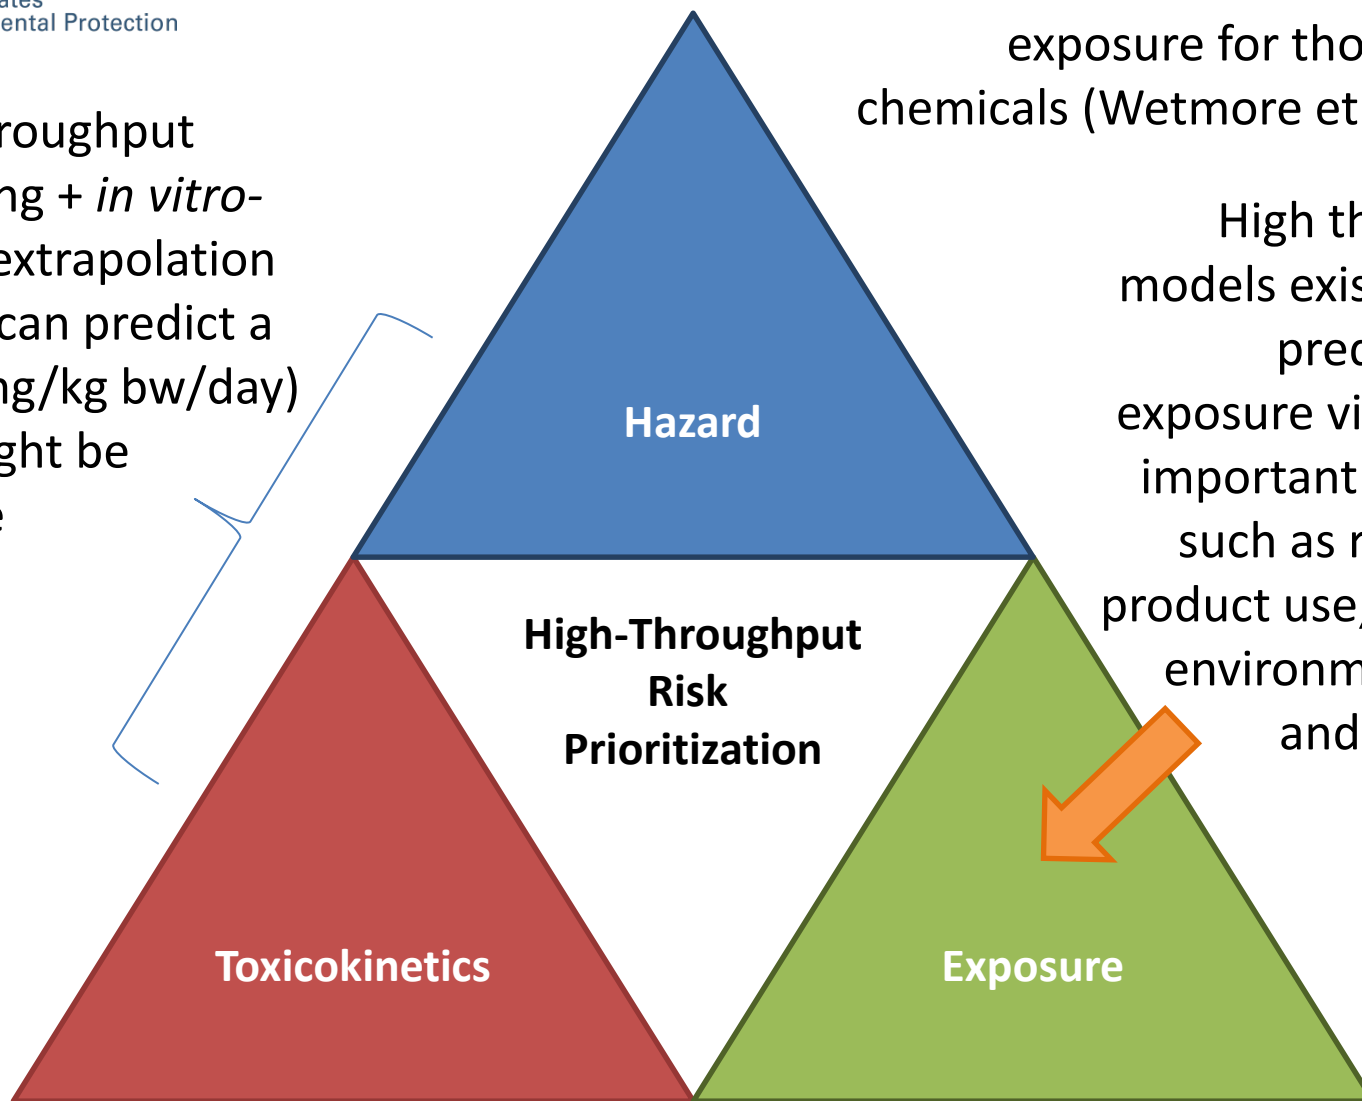 ates
ental Protection
roughput
ng + in vitro-
extrapolation
can predict a
ng/kg bw/day)
ght be
e
exposure for tho
chemicals (Wetmore et
High th
models exis
pred
exposure vi
important
such as r
product use,
environm
and
Hazard
High-Throughput
Risk
Prioritization
Toxicokinetics
Exposure